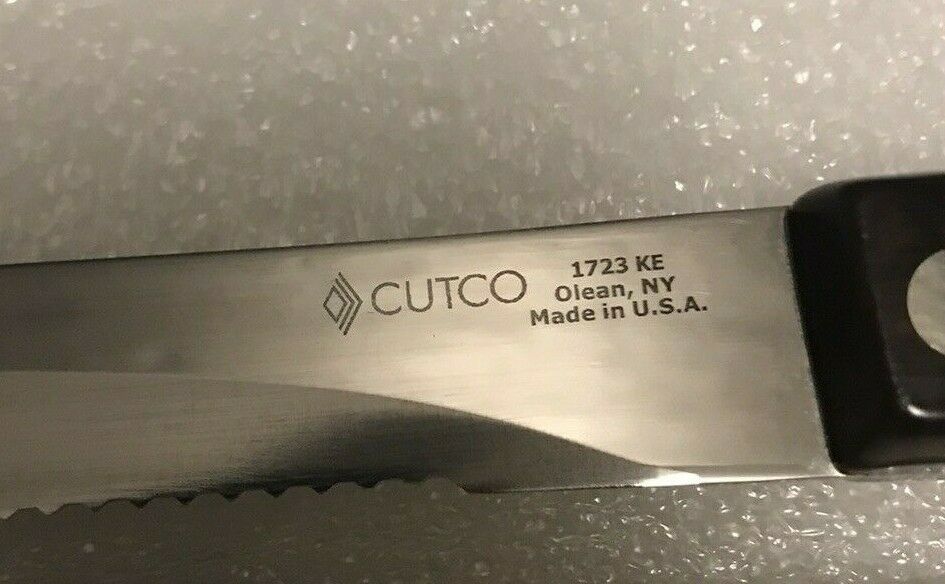 CUTCO
1723 KE
Olean, NY
Made in U.S.A.